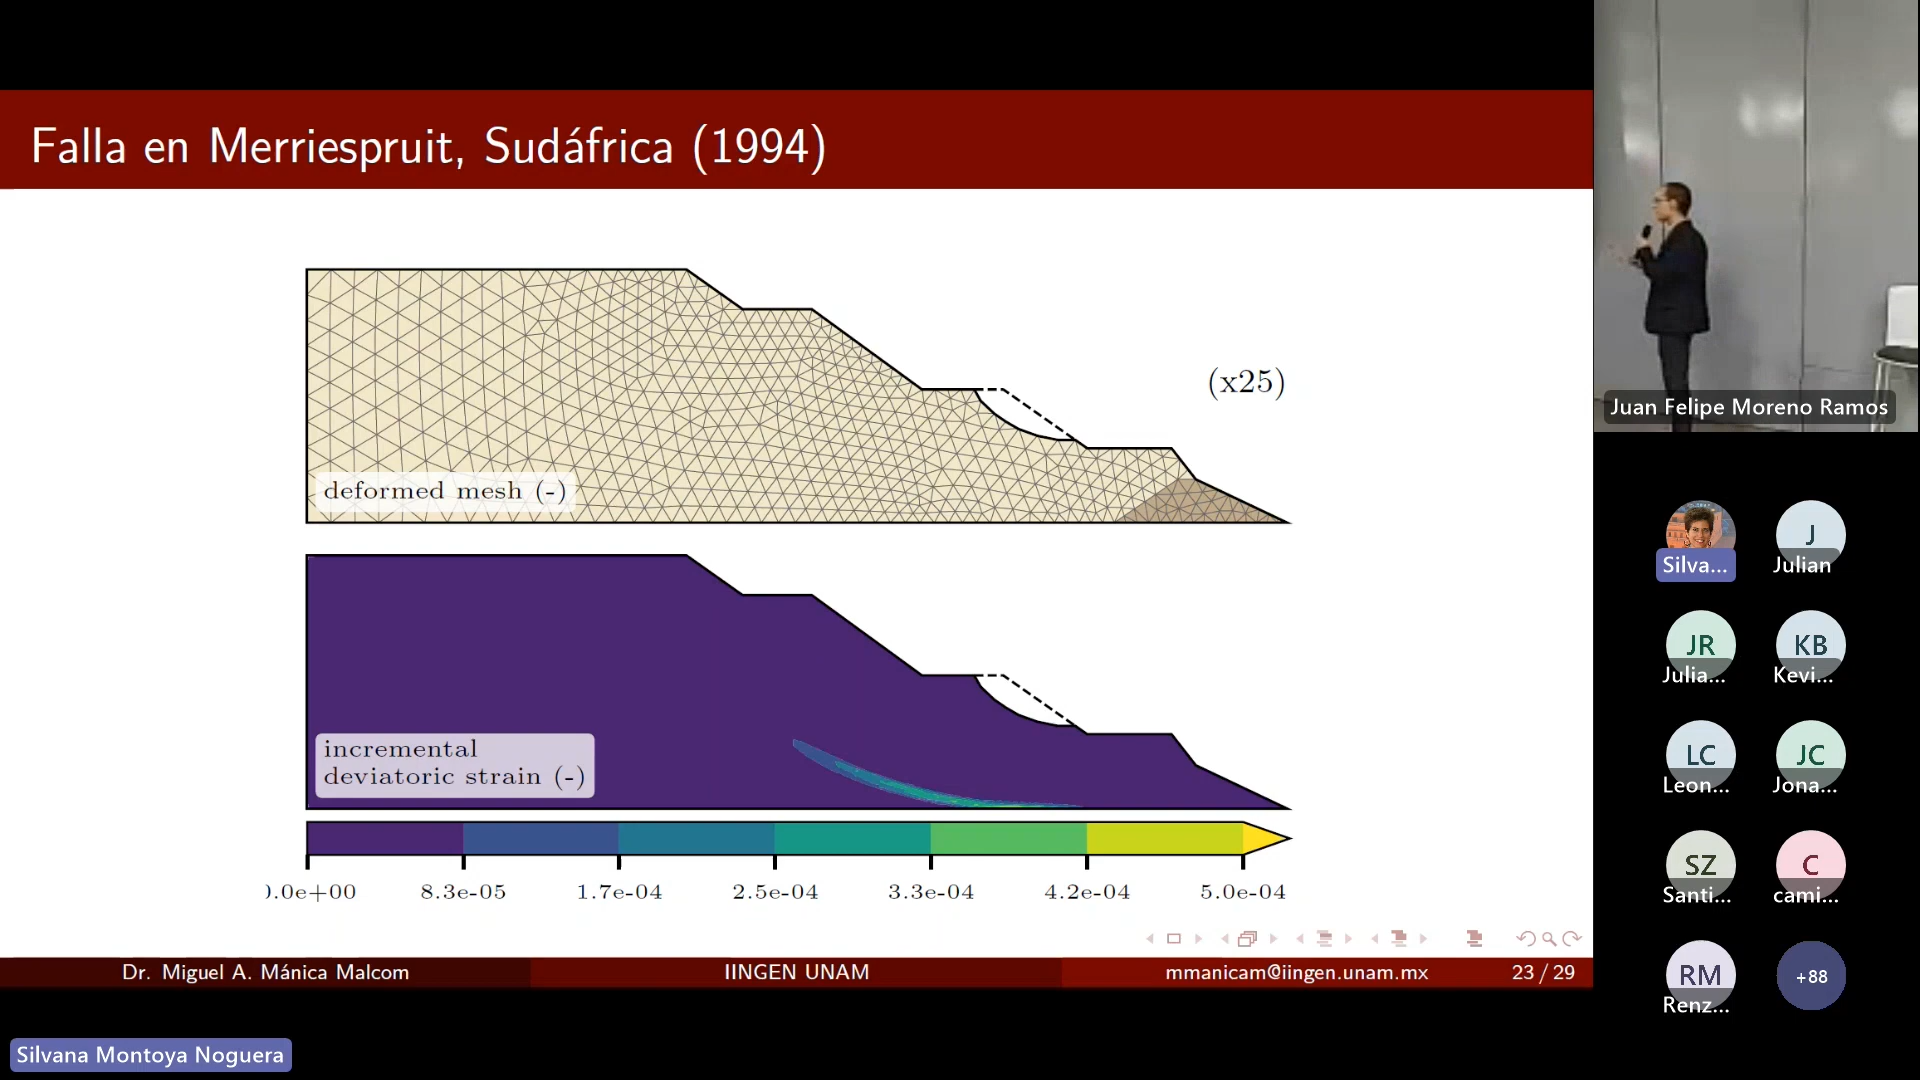 Falla en Merriespruit, Sudáfrica (1994)
(x25)
deformed mesh (-)
incremental
deviatoric strain (-)
.0e+00 8.3e-05 1.7e-04 2.5e-04 3.3e-04 4.2e-04 5.0e-04
Dr. Miguel A. Mánica Malcom IINGEN UNAM mmanicam@iingen.unam.mx 23 / 29
Silvana Montoya Noguera
Juan Felipe Moreno Ramos
Silva...
J
Julian
JR
Julia...
KB
Kevi...
LC
Leon...
JC
Jona...
SZ
Santi...
C
cami...
RM
Renz...
+88